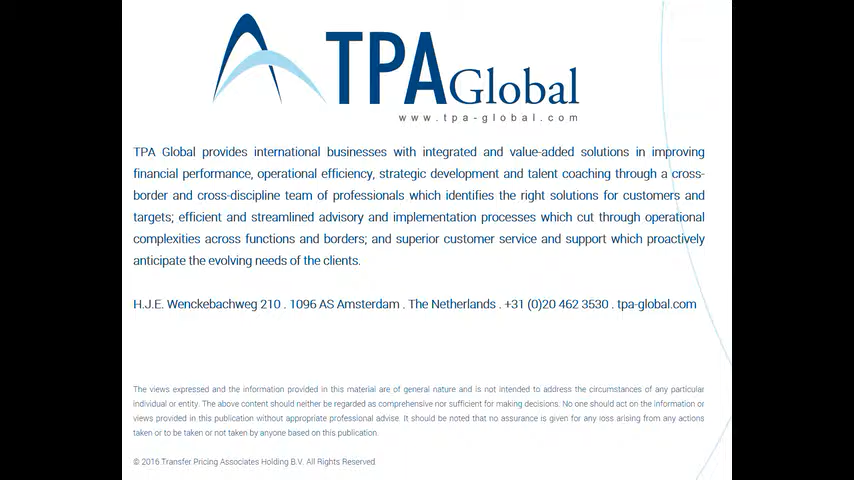 TPA Global
www.tpa-global.com
TPA Global provides international businesses with integrated and value-added solutions in improving
financial performance, operational efficiency, strategic development and talent coaching through a cross-
border and cross-discipline team of professionals which identifies the right solutions for customers and
targets; efficient and streamlined advisory and implementation processes which cut through operational
complexities across functions and borders; and superior customer service and support which proactively
anticipate the evolving needs of the clients.
H.J.E. Wenckebachweg 210 . 1096 AS Amsterdam . The Netherlands . +31 (0)20 462 3530 . tpa-global.com
The views expressed and the information provided in this material are of general nature and is not intended to address the circumstances of any particular
individual or entity. The above content should neither be regarded as comprehensive nor sufficient for making decisions. No one should act on the information or
views provided in this publication without appropriate professional advise. It should be noted that no assurance is given for any loss arising from any actions
taken or to be taken or not taken by anyone based on this publication.
© 2016 Transfer Pricing Associates Holding B.V. All Rights Reserved